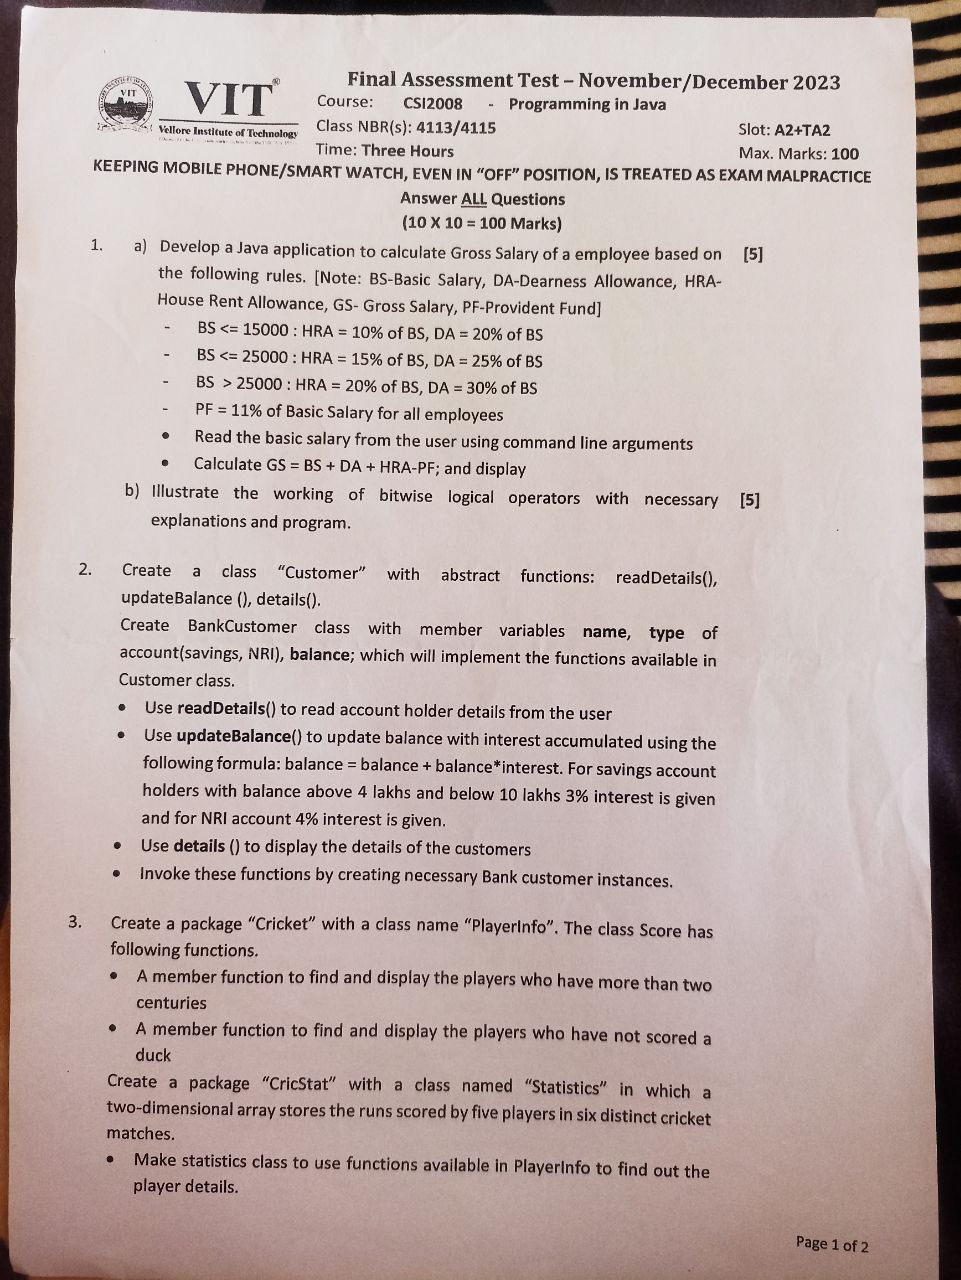 VIT
VIT®
Vellore Institute of Technology
Final Assessment Test – November/December 2023
Course: CSI2008 - Programming in Java
Class NBR(s): 4113/4115
Slot: A2+TA2
Time: Three Hours
Max. Marks: 100
KEEPING MOBILE PHONE/SMART WATCH, EVEN IN “OFF” POSITION, IS TREATED AS EXAM MALPRACTICE
Answer ALL Questions
(10 X 10 = 100 Marks)
1. a) Develop a Java application to calculate Gross Salary of a employee based on [5]
the following rules. [Note: BS-Basic Salary, DA-Dearness Allowance, HRA-
House Rent Allowance, GS- Gross Salary, PF-Provident Fund]
- BS <= 15000 : HRA = 10% of BS, DA = 20% of BS
- BS <= 25000 : HRA = 15% of BS, DA = 25% of BS
- BS > 25000 : HRA = 20% of BS, DA = 30% of BS
- PF = 11% of Basic Salary for all employees
• Read the basic salary from the user using command line arguments
• Calculate GS = BS + DA + HRA-PF; and display
b) Illustrate the working of bitwise logical operators with necessary [5]
explanations and program.
2. Create a class “Customer” with abstract functions: readDetails(),
updateBalance (), details().
Create BankCustomer class with member variables name, type of
account(savings, NRI), balance; which will implement the functions available in
Customer class.
• Use readDetails() to read account holder details from the user
• Use updateBalance() to update balance with interest accumulated using the
following formula: balance = balance + balance*interest. For savings account
holders with balance above 4 lakhs and below 10 lakhs 3% interest is given
and for NRI account 4% interest is given.
• Use details () to display the details of the customers
• Invoke these functions by creating necessary Bank customer instances.
3. Create a package “Cricket” with a class name “PlayerInfo”. The class Score has
following functions.
• A member function to find and display the players who have more than two
centuries
• A member function to find and display the players who have not scored a
duck
Create a package “CricStat” with a class named “Statistics” in which a
two-dimensional array stores the runs scored by five players in six distinct cricket
matches.
• Make statistics class to use functions available in PlayerInfo to find out the
player details.
Page 1 of 2